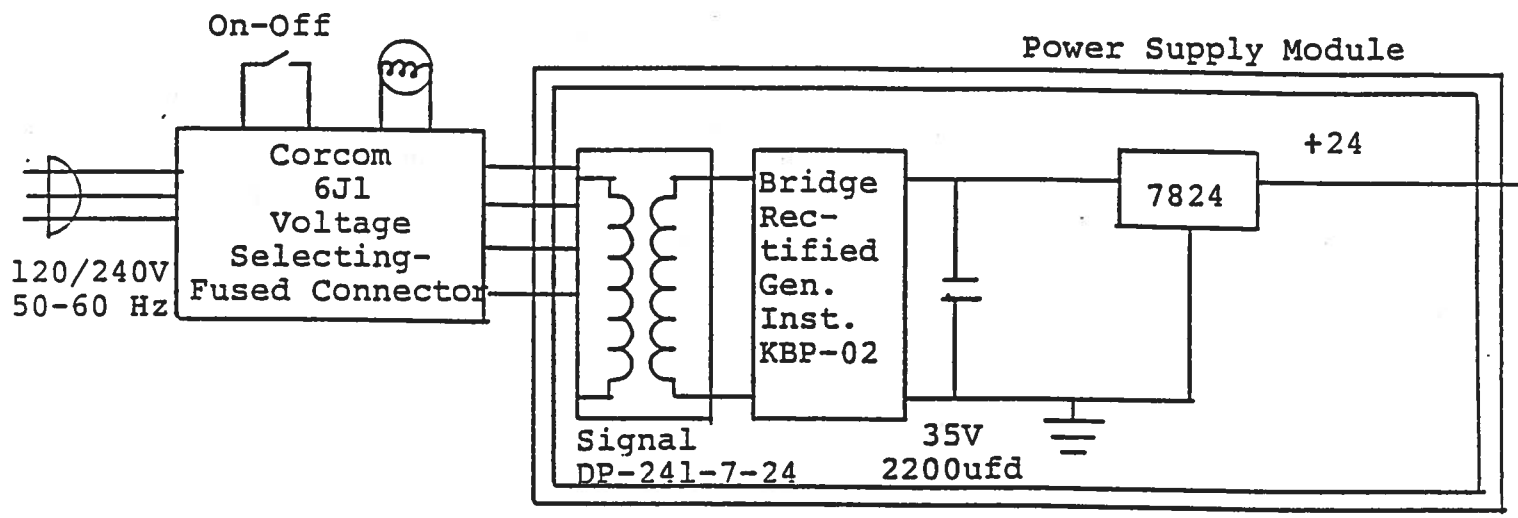 On-Off
Power Supply Module
Corcom
6J1
Voltage
Selecting-
Fused Connector
120/240V
50-60 Hz
Bridge
Rec-
tified
Gen.
Inst.
KBP-02
7824
+24
Signal
DP-241-7-24
35V
2200ufd